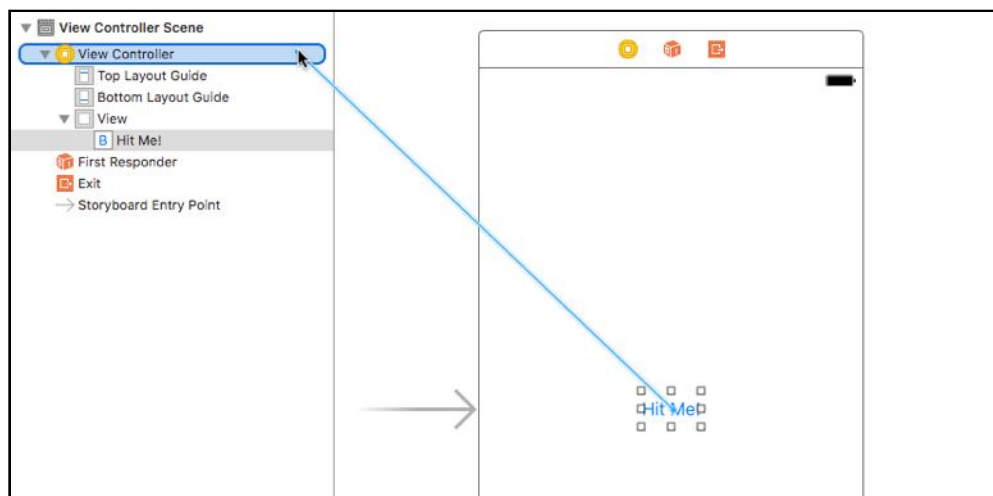 View Controller Scene
View Controller
Top Layout Guide
Bottom Layout Guide
View
B Hit Me!
First Responder
Exit
Storyboard Entry Point
Hit Me!